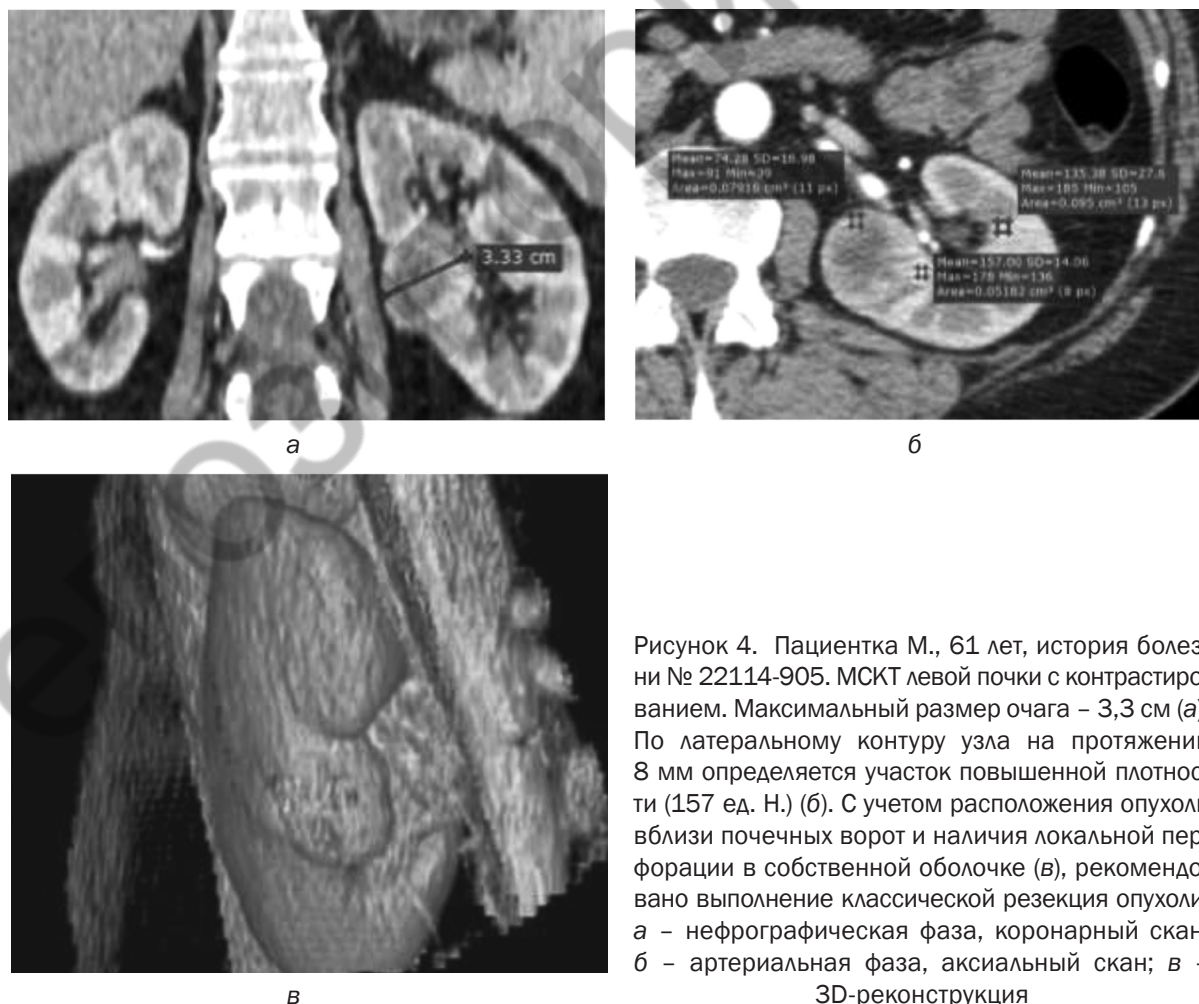 3.33 cm
Mean=74.28 SD=16.98
Max=91 Min=39
Area=0.07916 cm² (11 px)
Mean=135.38 SD=27.6
Max=185 Min=105
Area=0.095 cm² (13 px)
Mean=157.00 SD=14.06
Max=178 Min=136
Area=0.05182 cm² (8 px)
а
б
в
Рисунок 4. Пациентка М., 61 лет, история болез
ни № 22114-905. МСКТ левой почки с контрастиро
ванием. Максимальный размер очага – 3,3 см (а)
По латеральному контуру узла на протяжении
8 мм определяется участок повышенной плотнос
ти (157 ед. Н.) (б). С учетом расположения опухоли
вблизи почечных ворот и наличия локальной пер
форации в собственной оболочке (в), рекомендо
вано выполнение классической резекция опухоли
а – нефрографическая фаза, коронарный скан
б – артериальная фаза, аксиальный скан; в –
3D-реконструкция